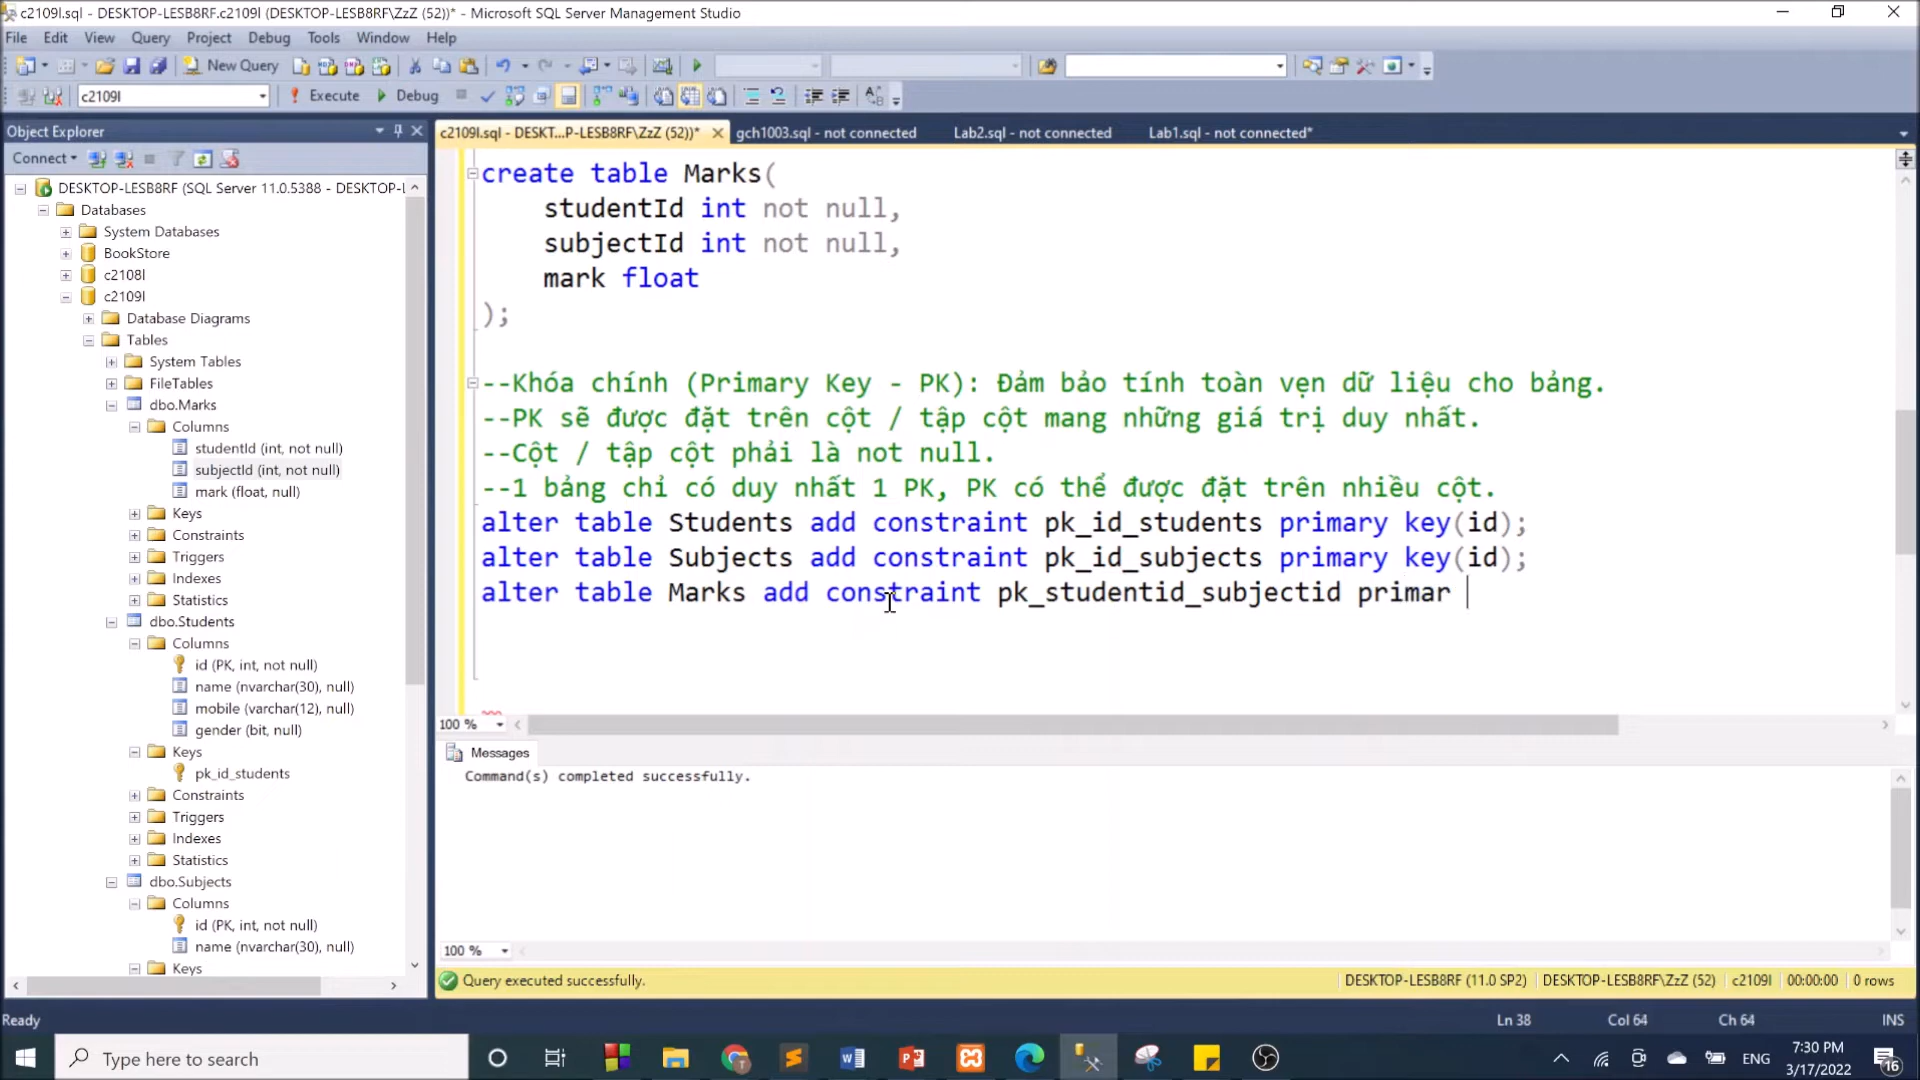 c2109l.sql - DESKTOP-LESB8RF.c2109l (DESKTOP-LESB8RF\ZzZ (52))* - Microsoft SQL Server Management Studio
File Edit View Query Project Debug Tools Window Help
New Query
c2109l Execute Debug
Object Explorer
Connect
DESKTOP-LESB8RF (SQL Server 11.0.5388 - DESKTOP-L
Databases
System Databases
BookStore
c2108l
c2109l
Database Diagrams
Tables
System Tables
FileTables
dbo.Marks
Columns
studentId (int, not null)
subjectId (int, not null)
mark (float, null)
Keys
Constraints
Triggers
Indexes
Statistics
dbo.Students
Columns
id (PK, int, not null)
name (nvarchar(30), null)
mobile (varchar(12), null)
gender (bit, null)
Keys
pk_id_students
Constraints
Triggers
Indexes
Statistics
dbo.Subjects
Columns
id (PK, int, not null)
name (nvarchar(30), null)
Keys
c2109l.sql - DESKT...P-LESB8RF\ZzZ (52))* gch1003.sql - not connected Lab2.sql - not connected Lab1.sql - not connected*
create table Marks(
studentId int not null,
subjectId int not null,
mark float
);
--Khóa chính (Primary Key - PK): Đảm bảo tính toàn vẹn dữ liệu cho bảng.
--PK sẽ được đặt trên cột / tập cột mang những giá trị duy nhất.
--Cột / tập cột phải là not null.
--1 bảng chỉ có duy nhất 1 PK, PK có thể được đặt trên nhiều cột.
alter table Students add constraint pk_id_students primary key(id);
alter table Subjects add constraint pk_id_subjects primary key(id);
alter table Marks add constraint pk_studentid_subjectid primar
100 %
Messages
Command(s) completed successfully.
100 %
Query executed successfully. DESKTOP-LESB8RF (11.0 SP2) DESKTOP-LESB8RF\ZzZ (52) c2109l 00:00:00 0 rows
Ready Ln 38 Col 64 Ch 64 INS
Type here to search ENG 7:30 PM
3/17/2022 16